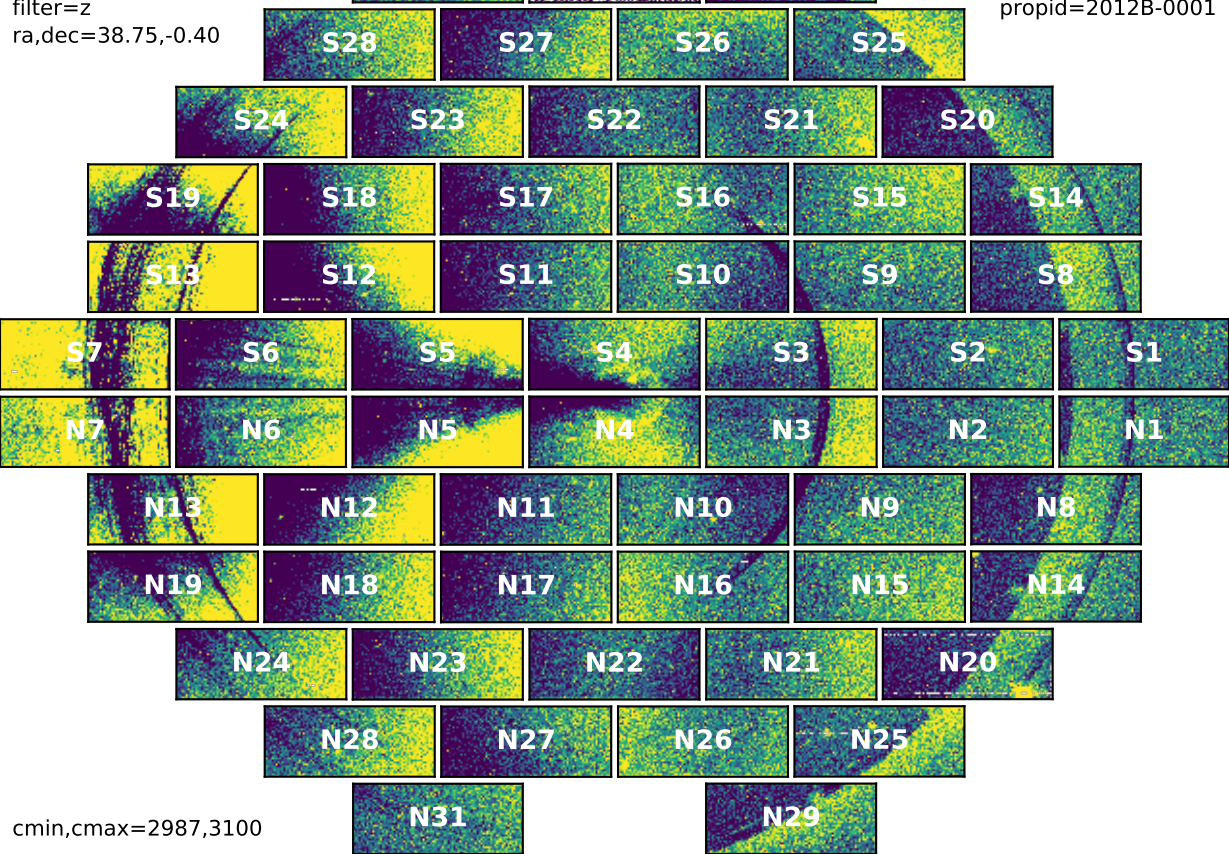 filter=z
propid=2012B-0001
ra,dec=38.75,-0.40
S28 S27 S26 S25
S24 S23 S22 S21 S20
S19 S18 S17 S16 S15 S14
S13 S12 S11 S10 S9 S8
S7 S6 S5 S4 S3 S2 S1
N7 N6 N5 N4 N3 N2 N1
N13 N12 N11 N10 N9 N8
N19 N18 N17 N16 N15 N14
N24 N23 N22 N21 N20
N28 N27 N26 N25
N31 N29
cmin,cmax=2987,3100